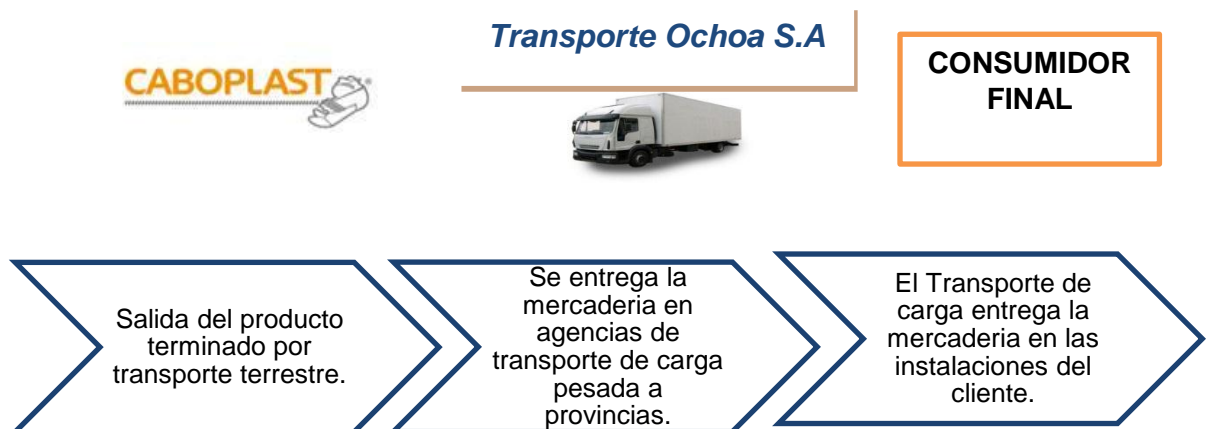 CABOPLAST
Transporte Ochoa S.A
CONSUMIDOR
FINAL
Salida del producto
terminado por
transporte terrestre.
Se entrega la
mercaderia en
agencias de
transporte de carga
pesada a
provincias.
El Transporte de
carga entrega la
mercaderia en las
instalaciones del
cliente.